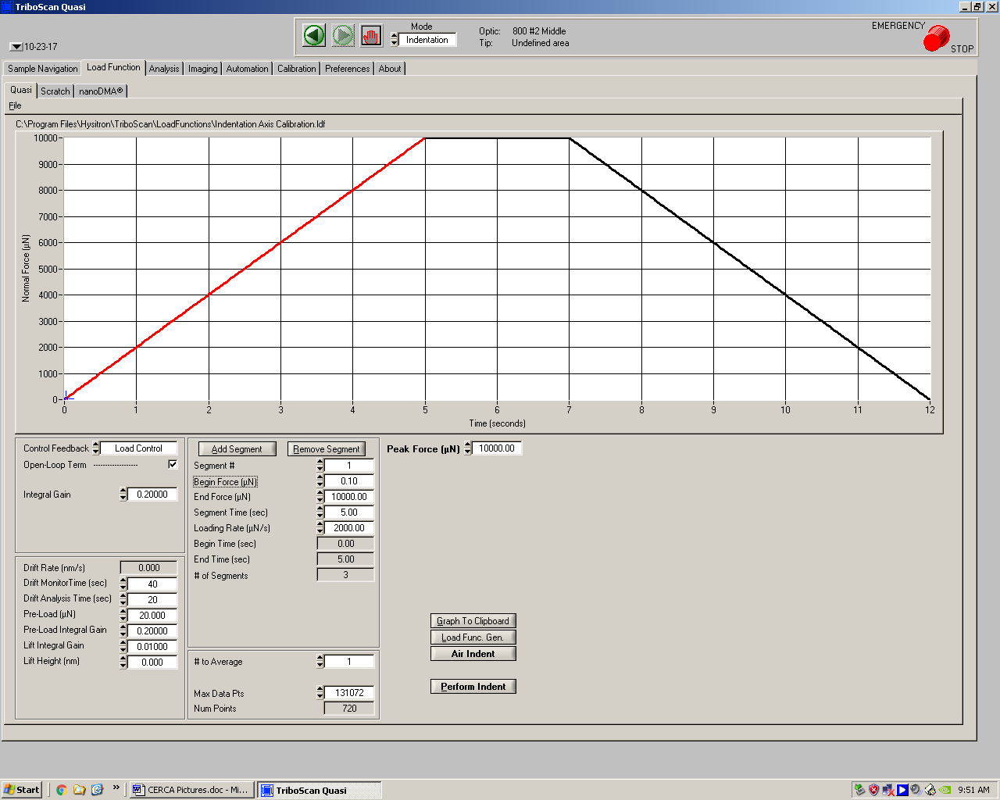 TriboScan Quasi
10-23-17
Mode
Indentation
Optic: 800 #2 Middle
Tip: Undefined area
EMERGENCY
STOP
Sample Navigation Load Function Analysis Imaging Automation Calibration Preferences About
Quasi Scratch nanoDMA®
File
C:\Program Files\Hysitron\TriboScan\LoadFunctions\Indentation Axis Calibration.ldf
10000
9000
8000
7000
6000
5000
4000
3000
2000
1000
0
Normal Force (µN)
0 1 2 3 4 5 6 7 8 9 10 11 12
Time (seconds)
Control Feedback Load Control
Open-Loop Term
Integral Gain 0.20000
Drift Rate (nm/s) 0.000
Drift MonitorTime (sec) 40
Drift Analysis Time (sec) 20
Pre-Load (µN) 20.000
Pre-Load Integral Gain 0.20000
Lift Integral Gain 0.01000
Lift Height (nm) 0.000
Add Segment Remove Segment
Segment # 1
Begin Force (µN) 0.10
End Force (µN) 10000.00
Segment Time (sec) 5.00
Loading Rate (µN/s) 2000.00
Begin Time (sec) 0.00
End Time (sec) 5.00
# of Segments 3
# to Average 1
Max Data Pts 131072
Num Points 720
Peak Force (µN) 10000.00
Graph To Clipboard
Load Func. Gen.
Air Indent
Perform Indent
Start » CERCA Pictures.doc - Mi... TriboScan Quasi 9:51 AM